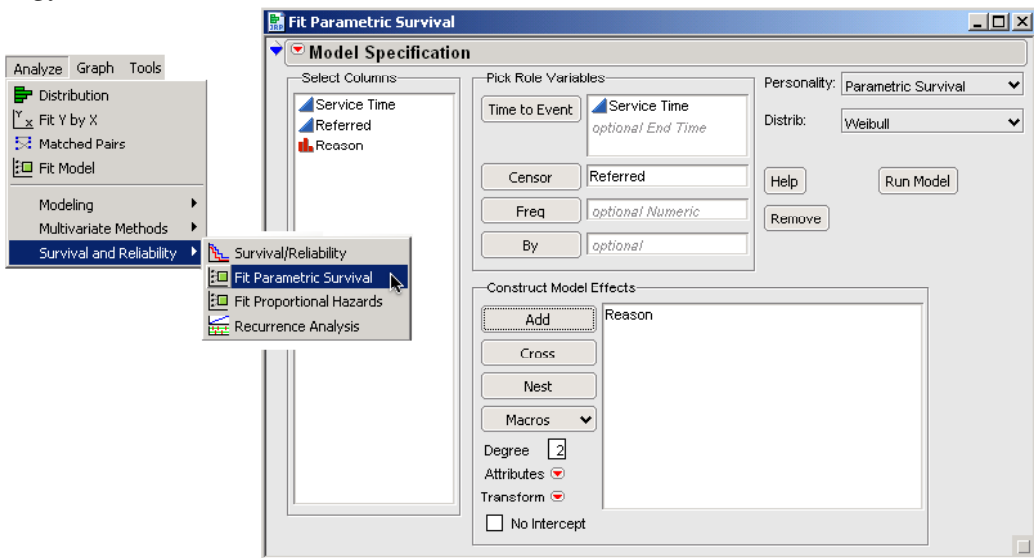 Analyze Graph Tools
Distribution
Fit Y by X
Matched Pairs
Fit Model
Modeling
Multivariate Methods
Survival and Reliability
Survival/Reliability
Fit Parametric Survival
Fit Proportional Hazards
Recurrence Analysis
Fit Parametric Survival
Model Specification
Select Columns
Service Time
Referred
Reason
Pick Role Variables
Time to Event
Service Time
optional End Time
Censor Referred
Freq optional Numeric
By optional
Personality: Parametric Survival
Distrib: Weibull
Help Run Model
Remove
Construct Model Effects
Add Reason
Cross
Nest
Macros
Degree 2
Attributes
Transform
No Intercept